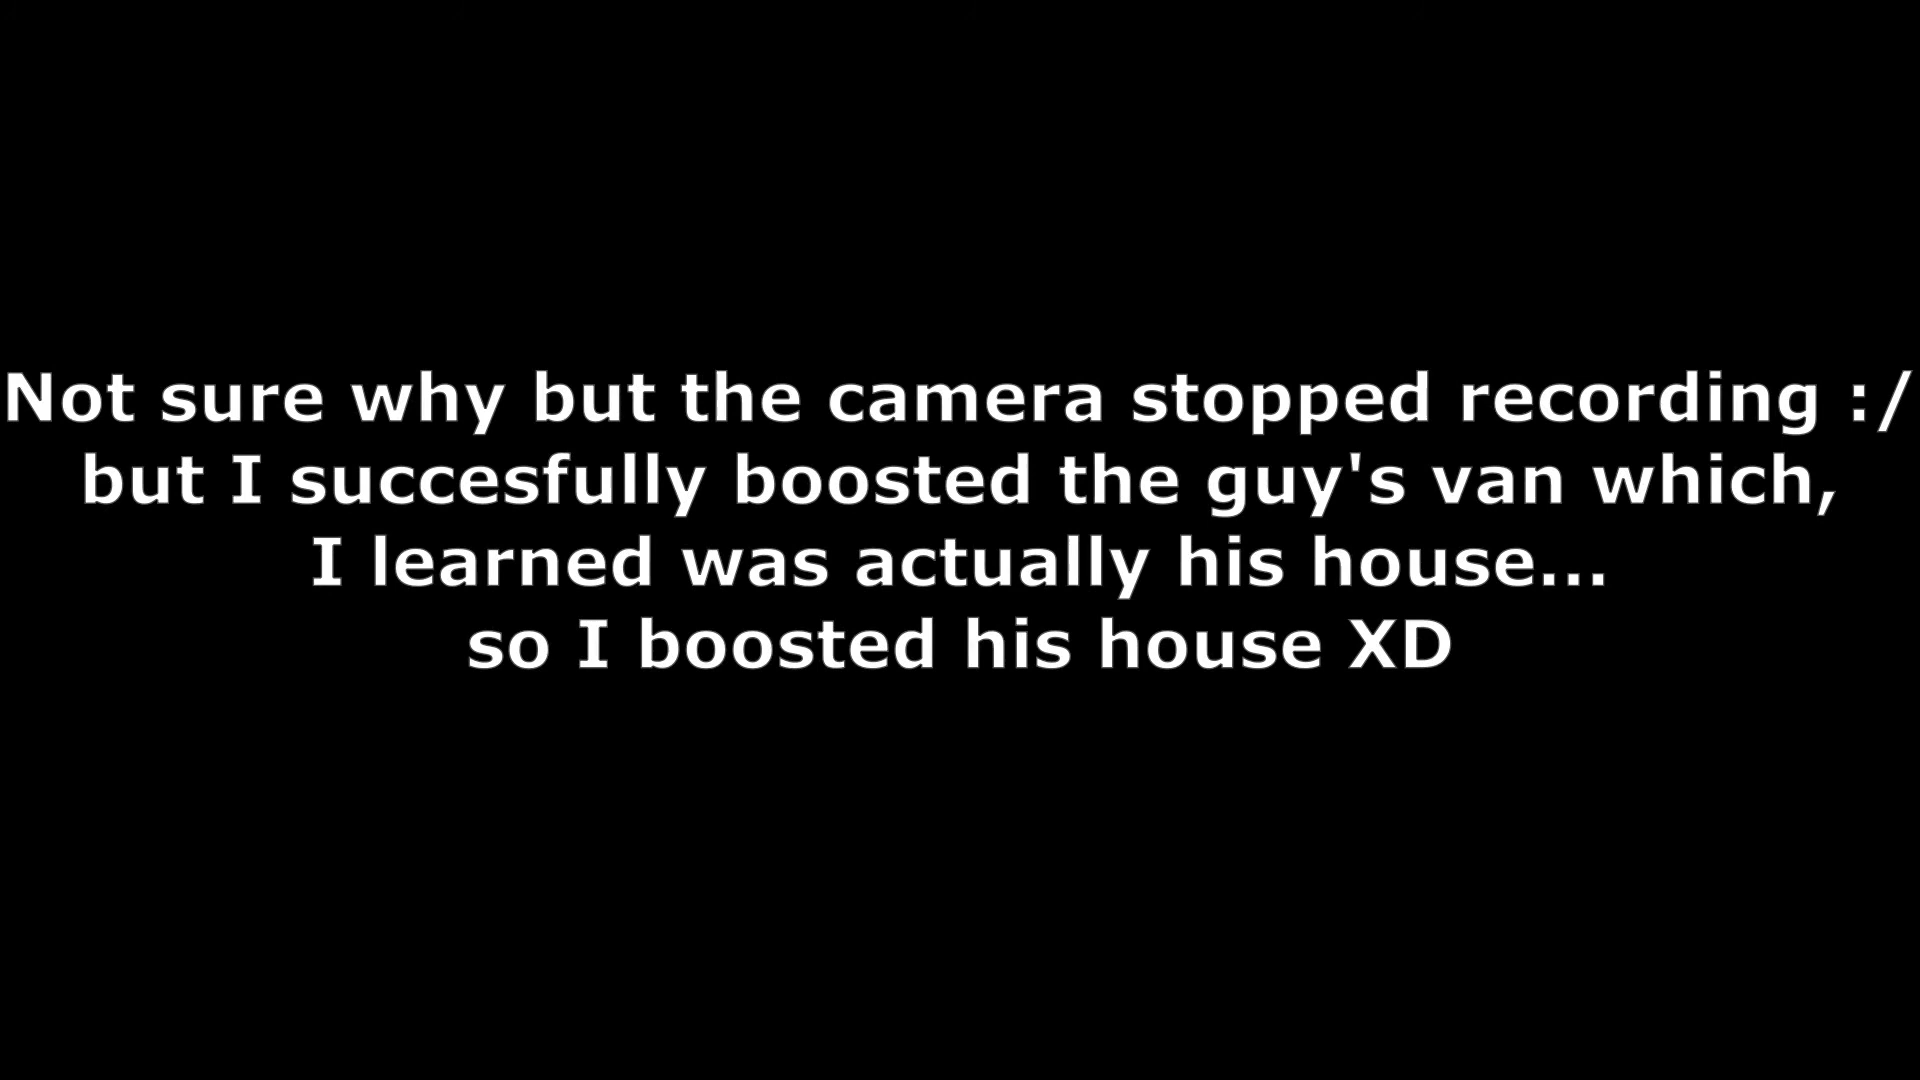 Not sure why but the camera stopped recording :/
but I succesfully boosted the guy's van which,
I learned was actually his house...
so I boosted his house XD